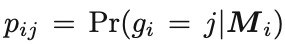 p_{ij} = Pr(g_i = j|M_i)